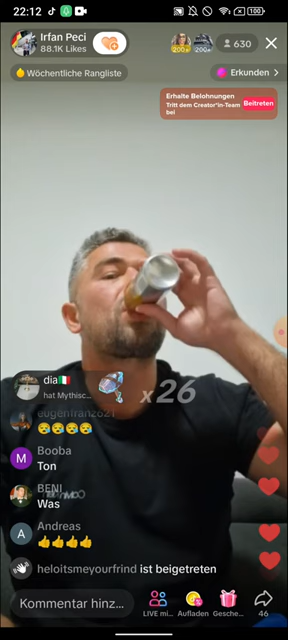 22:12
100
Irfan Peci
88.1K Likes
200+
200+
630
Wöchentliche Rangliste
Erkunden
Erhalte Belohnungen
Tritt dem Creator*in-Team bei
Beitreten
dia🇮🇹
hat Mythisc...
x26
eugenfranz621
😪😪😪😪
M
Booba
Ton
BENI
Was
A
Andreas
👍👍👍👍
heloitsmeyourfrind ist beigetreten
Kommentar hinz...
LIVE mi...
Aufladen
Gesche...
46